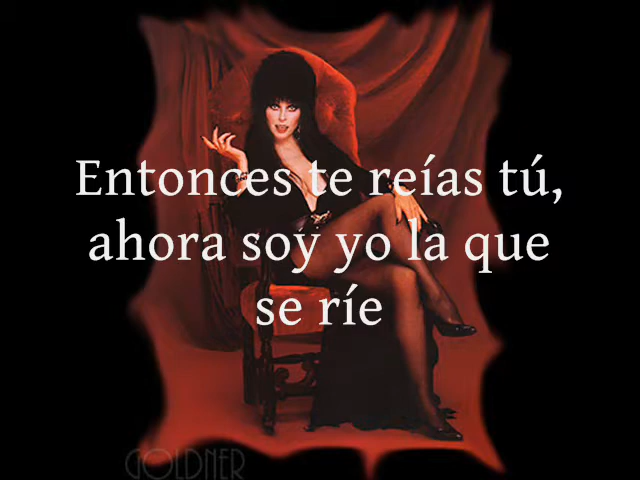 Entonces te reías tú,
ahora soy yo la que
se ríe
GOLDNER